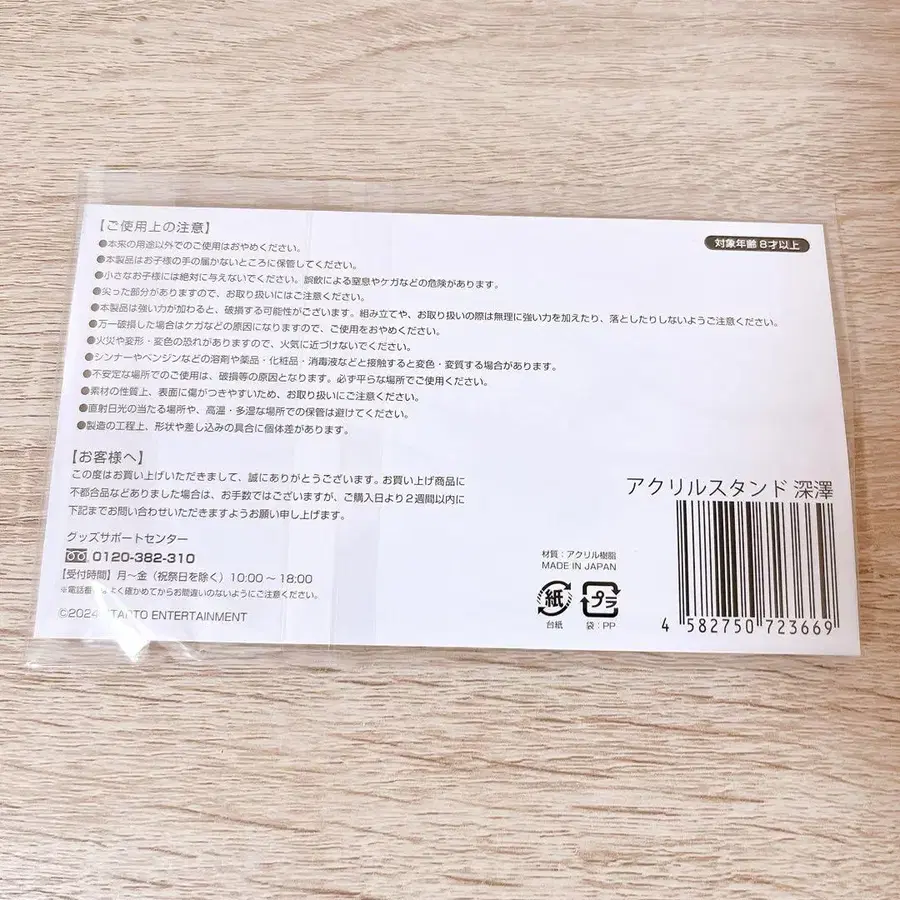 【ご使用上の注意】
対象年齢 8才以上
●本来の用途以外でのご使用はおやめください。
●本製品はお子様の手の届かないところに保管してください。
●小さなお子様には絶対に与えないでください。誤飲による窒息やケガなどの危険があります。
●尖った部分がありますので、お取り扱いにはご注意ください。
●本製品は強い力が加わると、破損する可能性がございます。組み立てや、お取り扱いの際は無理に強い力を加えたり、落としたりしないようご注意ください。
●万一破損した場合はケガなどの原因になりますので、ご使用をおやめください。
●火災や変形・変色の恐れがありますので、火気に近づけないでください。
●シンナーやベンジンなどの溶剤や薬品・化粧品・消毒液などと接触すると変色・変質する場合があります。
●不安定な場所でのご使用は、破損等の原因となります。必ず平らな場所でご使用ください。
●素材の性質上、表面に傷がつきやすいため、お取り扱いにご注意ください。
●直射日光の当たる場所や、高温・多湿な場所での保管は避けてください。
●製造の工程上、形状や差し込みの具合に個体差があります。
【お客様へ】
この度はお買い上げいただきまして、誠にありがとうございます。お買い上げ商品に
不都合品などありました場合は、お手数ではございますが、ご購入日より2週間以内に
下記までお問い合わせいただきますようお願い申し上げます。
グッズサポートセンター
0120-382-310
【受付時間】月〜金（祝祭日を除く）10:00〜18:00
※電話番 よく確かめてからお間違いのないようにご注意ください。
©2024 TARTO ENTERTAINMENT
材質：アクリル樹脂
MADE IN JAPAN
紙 プラ
台紙 袋：PP
アクリルスタンド 深澤
4 582750 723669